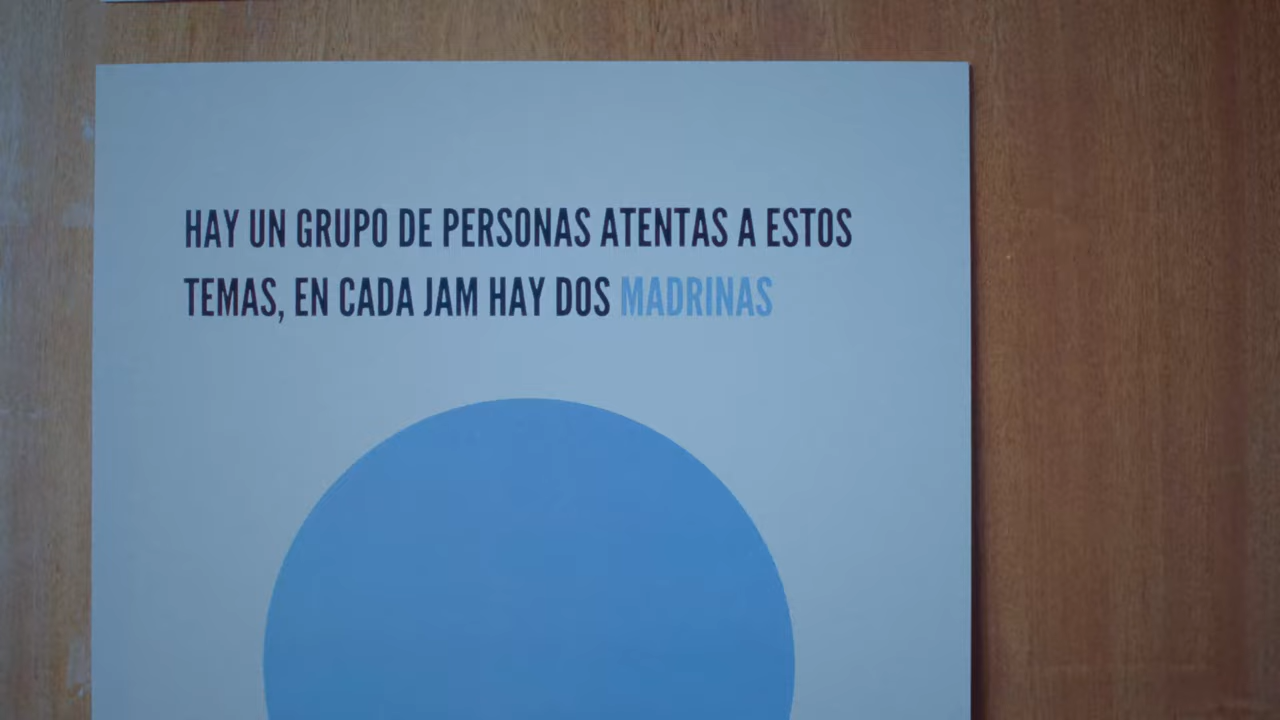 HAY UN GRUPO DE PERSONAS ATENTAS A ESTOS
TEMAS, EN CADA JAM HAY DOS MADRINAS